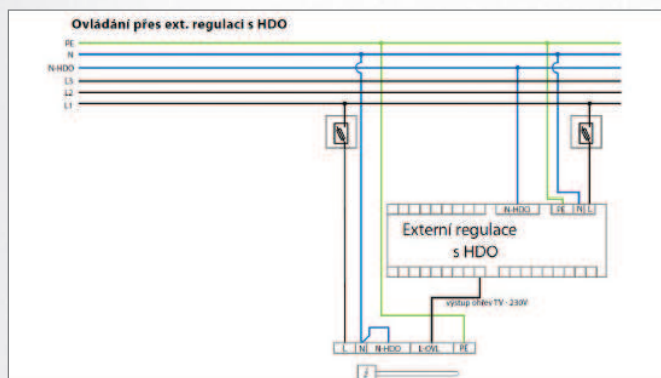 Ovládání přes ext. regulaci s HDO
PE
N
N-HDO
L3
L2
L1
N-HDO PE N L
Externí regulace
s HDO
výstup ohřev TV - 230V
L N N-HDO L-OVL PE